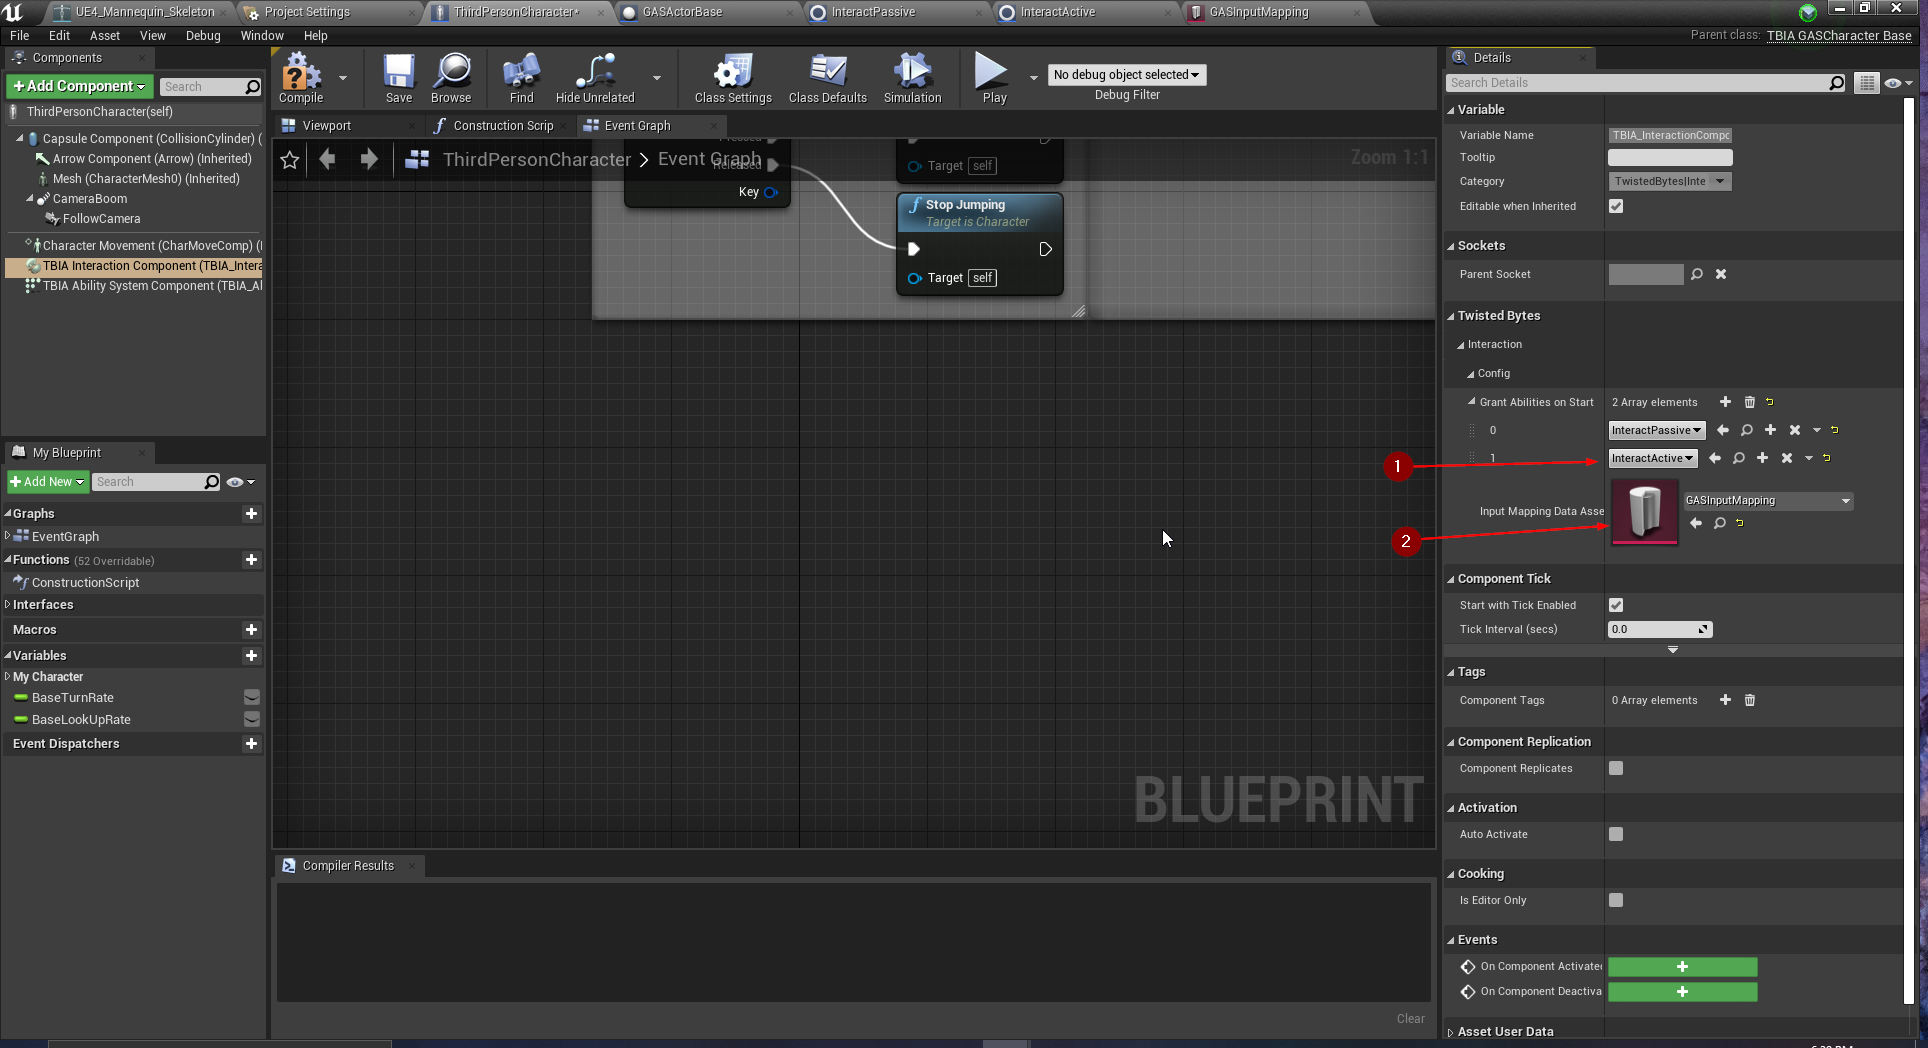 UE4_Mannequin_Skeleton
Project Settings
ThirdPersonCharacter*
GASActorBase
InteractPassive
InteractActive
GASInputMapping
File
Edit
Asset
View
Debug
Window
Help
Parent class: TBIA GASCharacter Base
Components
+Add Component
Search
ThirdPersonCharacter(self)
Capsule Component (CollisionCylinder) (
Arrow Component (Arrow) (Inherited)
Mesh (CharacterMesh0) (Inherited)
CameraBoom
FollowCamera
Character Movement (CharMoveComp) (I
TBIA Interaction Component (TBIA_Intera
TBIA Ability System Component (TBIA_Al
My Blueprint
+Add New
Search
Graphs
EventGraph
Functions (52 Overridable)
ConstructionScript
Interfaces
Macros
Variables
My Character
BaseTurnRate
BaseLookUpRate
Event Dispatchers
Compile
Save
Browse
Find
Hide Unrelated
Class Settings
Class Defaults
Simulation
Play
No debug object selected
Debug Filter
Viewport
Construction Scrip
Event Graph
ThirdPersonCharacter > Event Graph
Zoom 1:1
Pressed
Released
Key
Target self
Stop Jumping
Target is Character
Target self
BLUEPRINT
Compiler Results
Clear
Details
Search Details
Variable
Variable Name TBIA_InteractionCompc
Tooltip
Category TwistedBytes|Inte
Editable when Inherited
Sockets
Parent Socket
Twisted Bytes
Interaction
Config
Grant Abilities on Start 2 Array elements
0 InteractPassive
1 InteractActive
1
Input Mapping Data Asse GASInputMapping
2
Component Tick
Start with Tick Enabled
Tick Interval (secs) 0.0
Tags
Component Tags 0 Array elements
Component Replication
Component Replicates
Activation
Auto Activate
Cooking
Is Editor Only
Events
On Component Activated
On Component Deactiva
Asset User Data